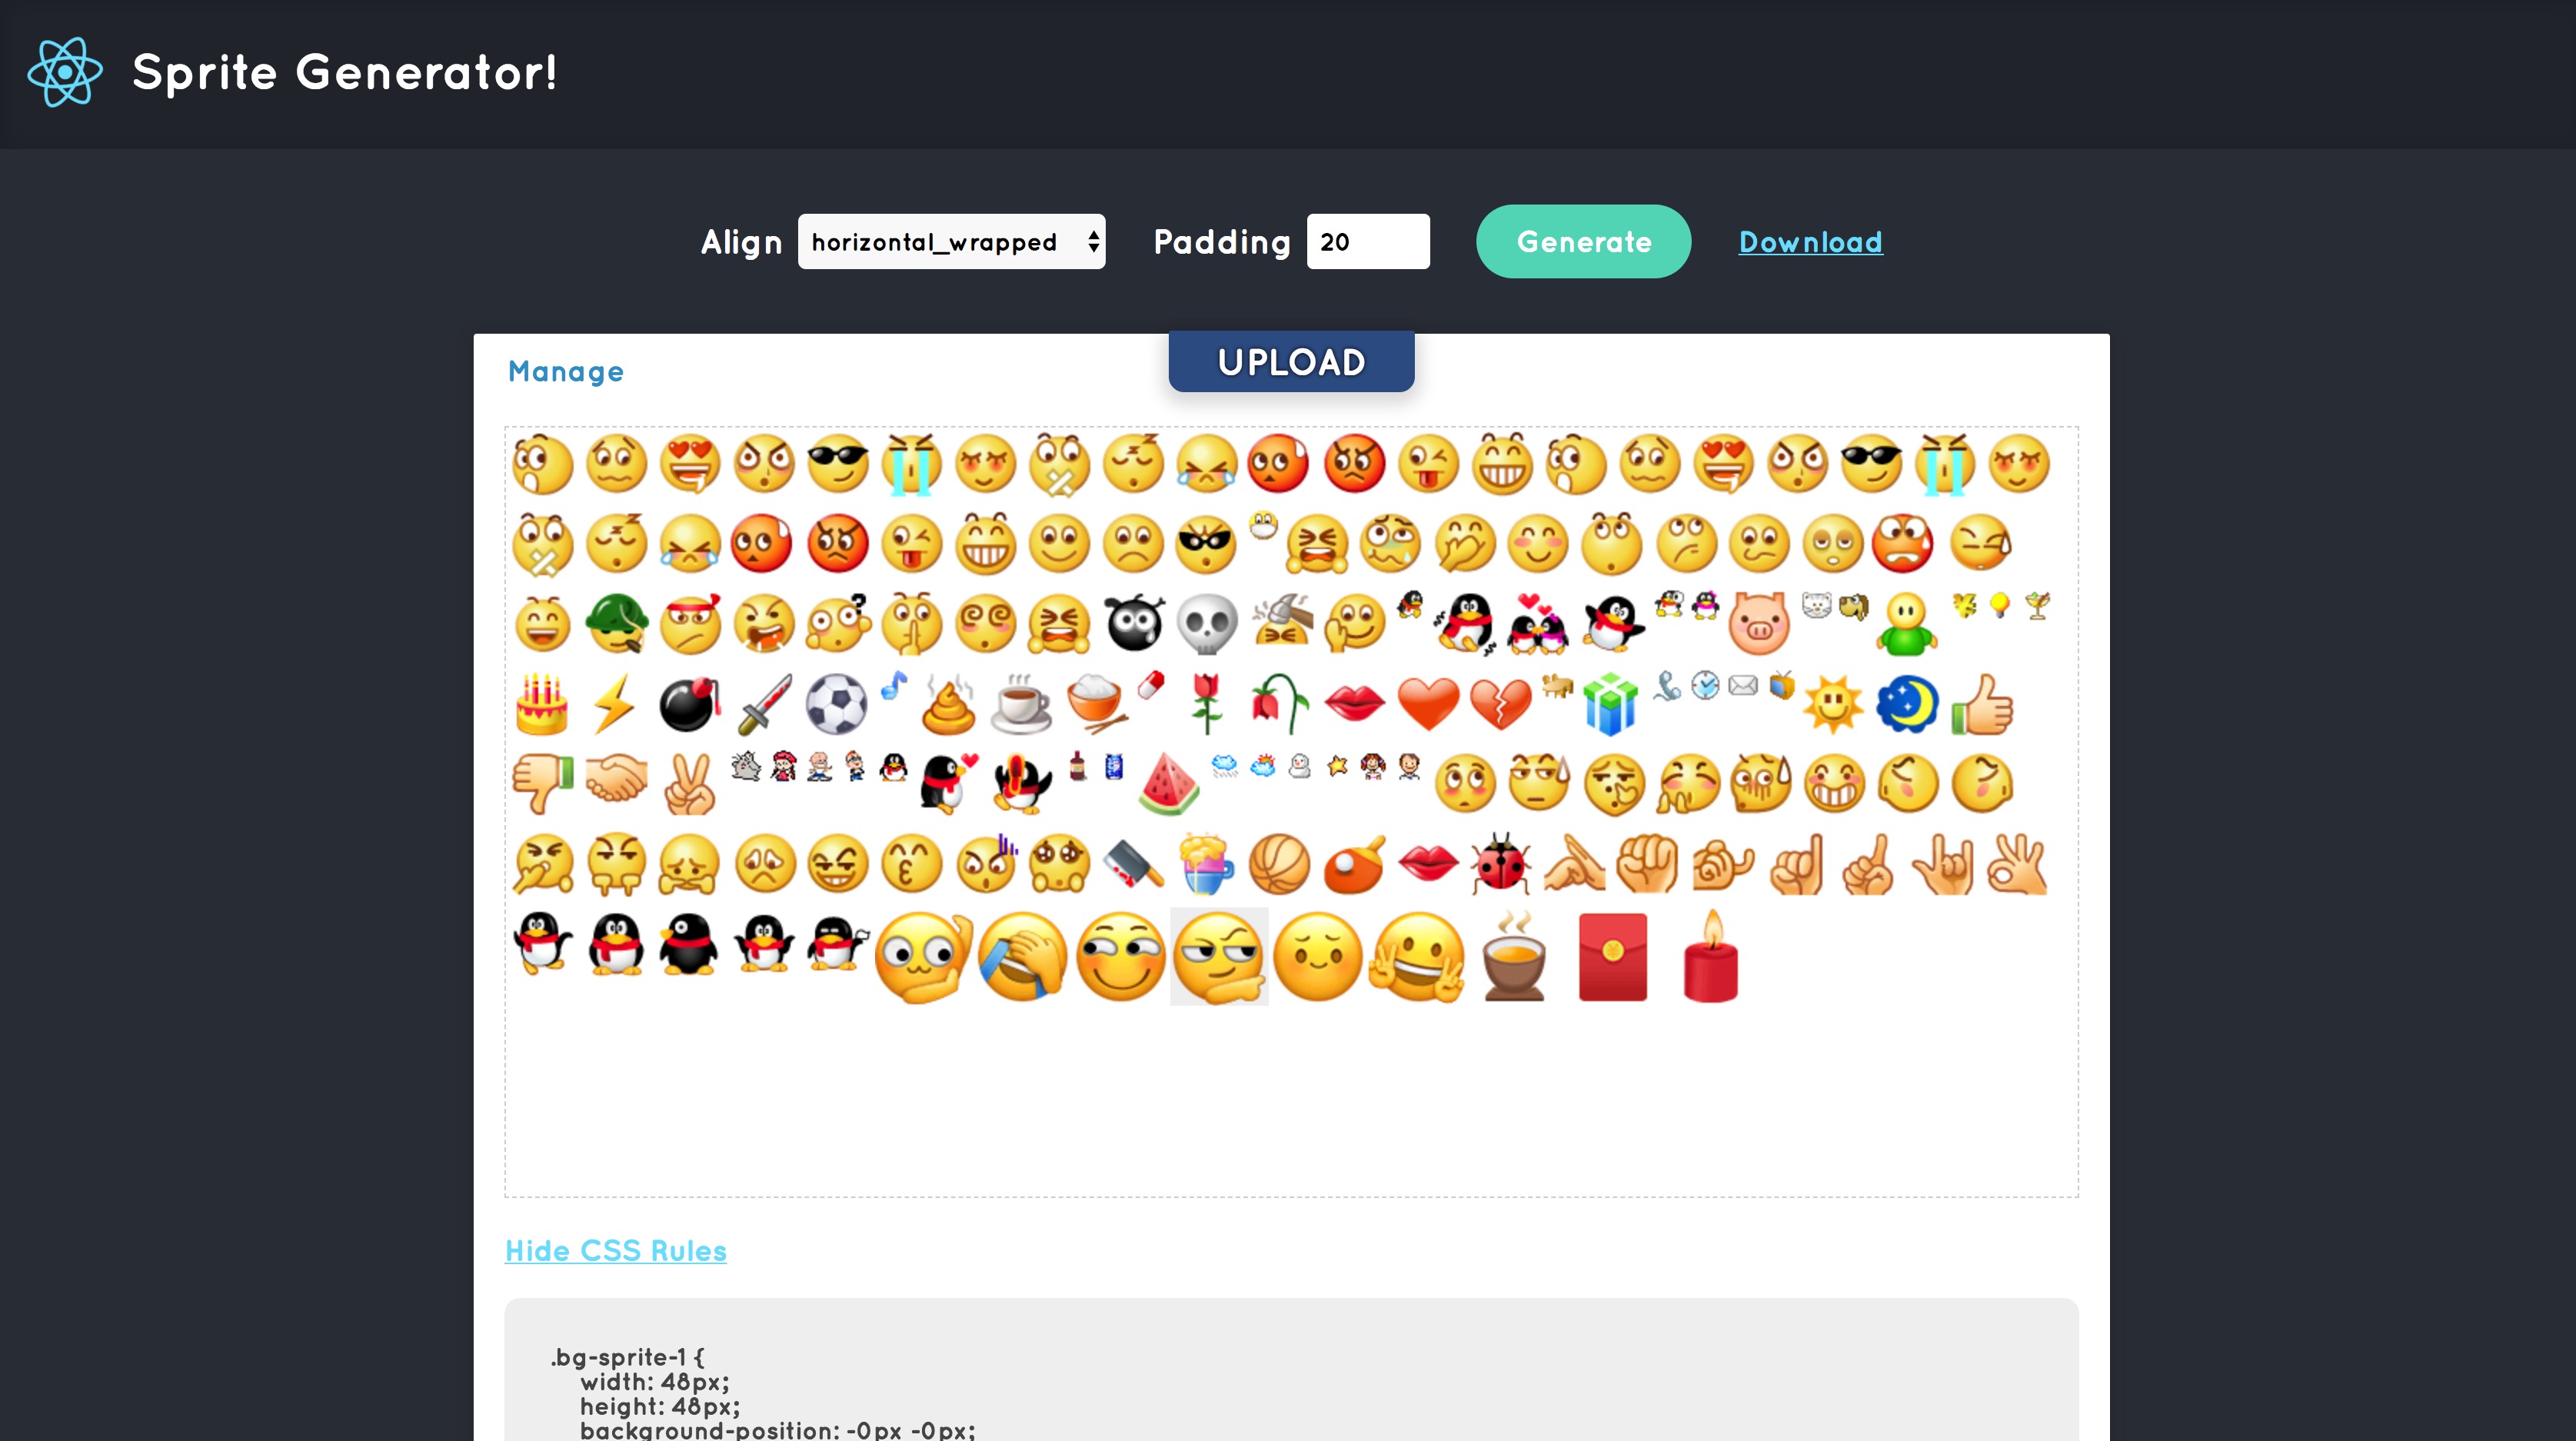 Sprite Generator!
Align horizontal_wrapped Padding 20 Generate Download
Manage UPLOAD
Hide CSS Rules
.bg-sprite-1 {
width: 48px;
height: 48px;
background-position: -0px -0px;